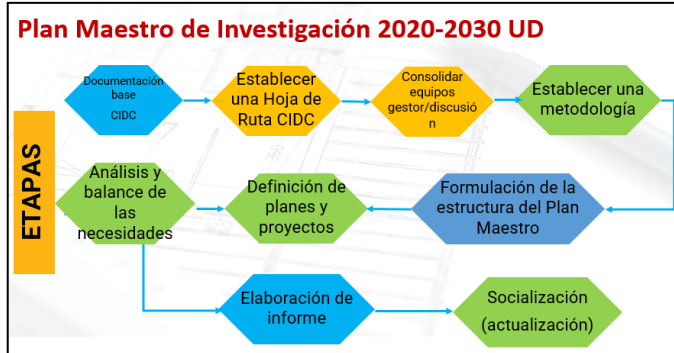 Plan Maestro de Investigación 2020-2030 UD
ETAPAS
Documentación
base
CIDC
Establecer
una Hoja de
Ruta CIDC
Consolidar
equipos
gestor/discusió
n
Establecer una
metodología
Análisis y
balance de
las
necesidades
Definición de
planes y
proyectos
Formulación de la
estructura del Plan
Maestro
Elaboración de
informe
Socialización
(actualización)